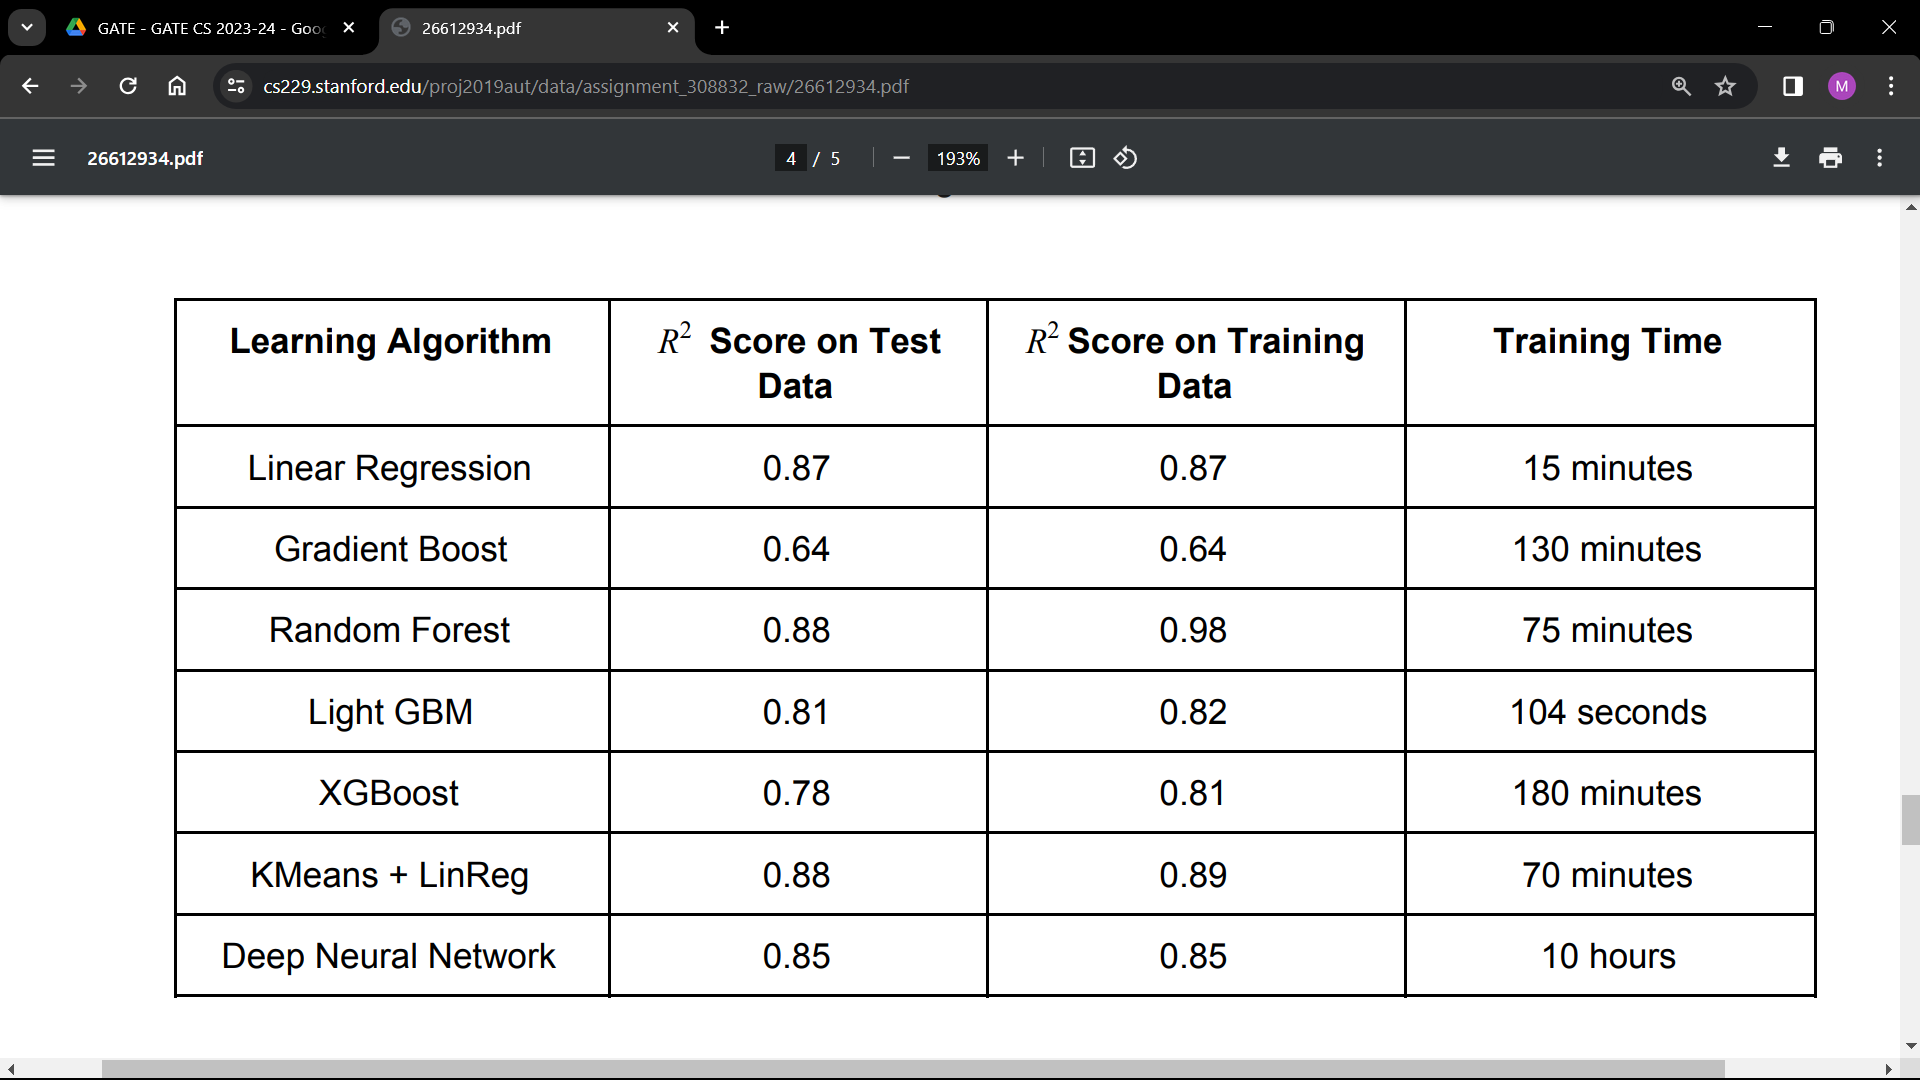 GATE - GATE CS 2023-24 - Goo
26612934.pdf
cs229.stanford.edu/proj2019aut/data/assignment_308832_raw/26612934.pdf
M
26612934.pdf
4 / 5
193%
Learning Algorithm
R² Score on Test
Data
R² Score on Training
Data
Training Time
Linear Regression 0.87 0.87 15 minutes
Gradient Boost 0.64 0.64 130 minutes
Random Forest 0.88 0.98 75 minutes
Light GBM 0.81 0.82 104 seconds
XGBoost 0.78 0.81 180 minutes
KMeans + LinReg 0.88 0.89 70 minutes
Deep Neural Network 0.85 0.85 10 hours